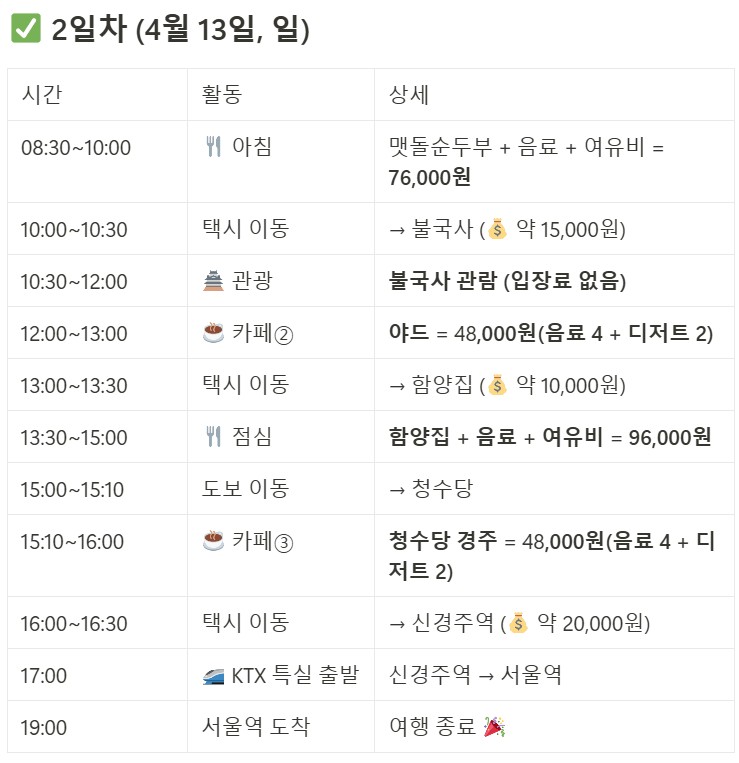 ✅ 2일차 (4월 13일, 일)
시간 활동 상세
08:30~10:00 🍴 아침 맷돌순두부 + 음료 + 여유비 =
76,000원
10:00~10:30 택시 이동 → 불국사 (💰 약 15,000원)
10:30~12:00 🏯 관광 불국사 관람 (입장료 없음)
12:00~13:00 ☕ 카페② 야드 = 48,000원(음료 4 + 디저트 2)
13:00~13:30 택시 이동 → 함양집 (💰 약 10,000원)
13:30~15:00 🍴 점심 함양집 + 음료 + 여유비 = 96,000원
15:00~15:10 도보 이동 → 청수당
15:10~16:00 ☕ 카페③ 청수당 경주 = 48,000원(음료 4 + 디
저트 2)
16:00~16:30 택시 이동 → 신경주역 (💰 약 20,000원)
17:00 🚄 KTX 특실 출발 신경주역 → 서울역
19:00 서울역 도착 여행 종료 🎉